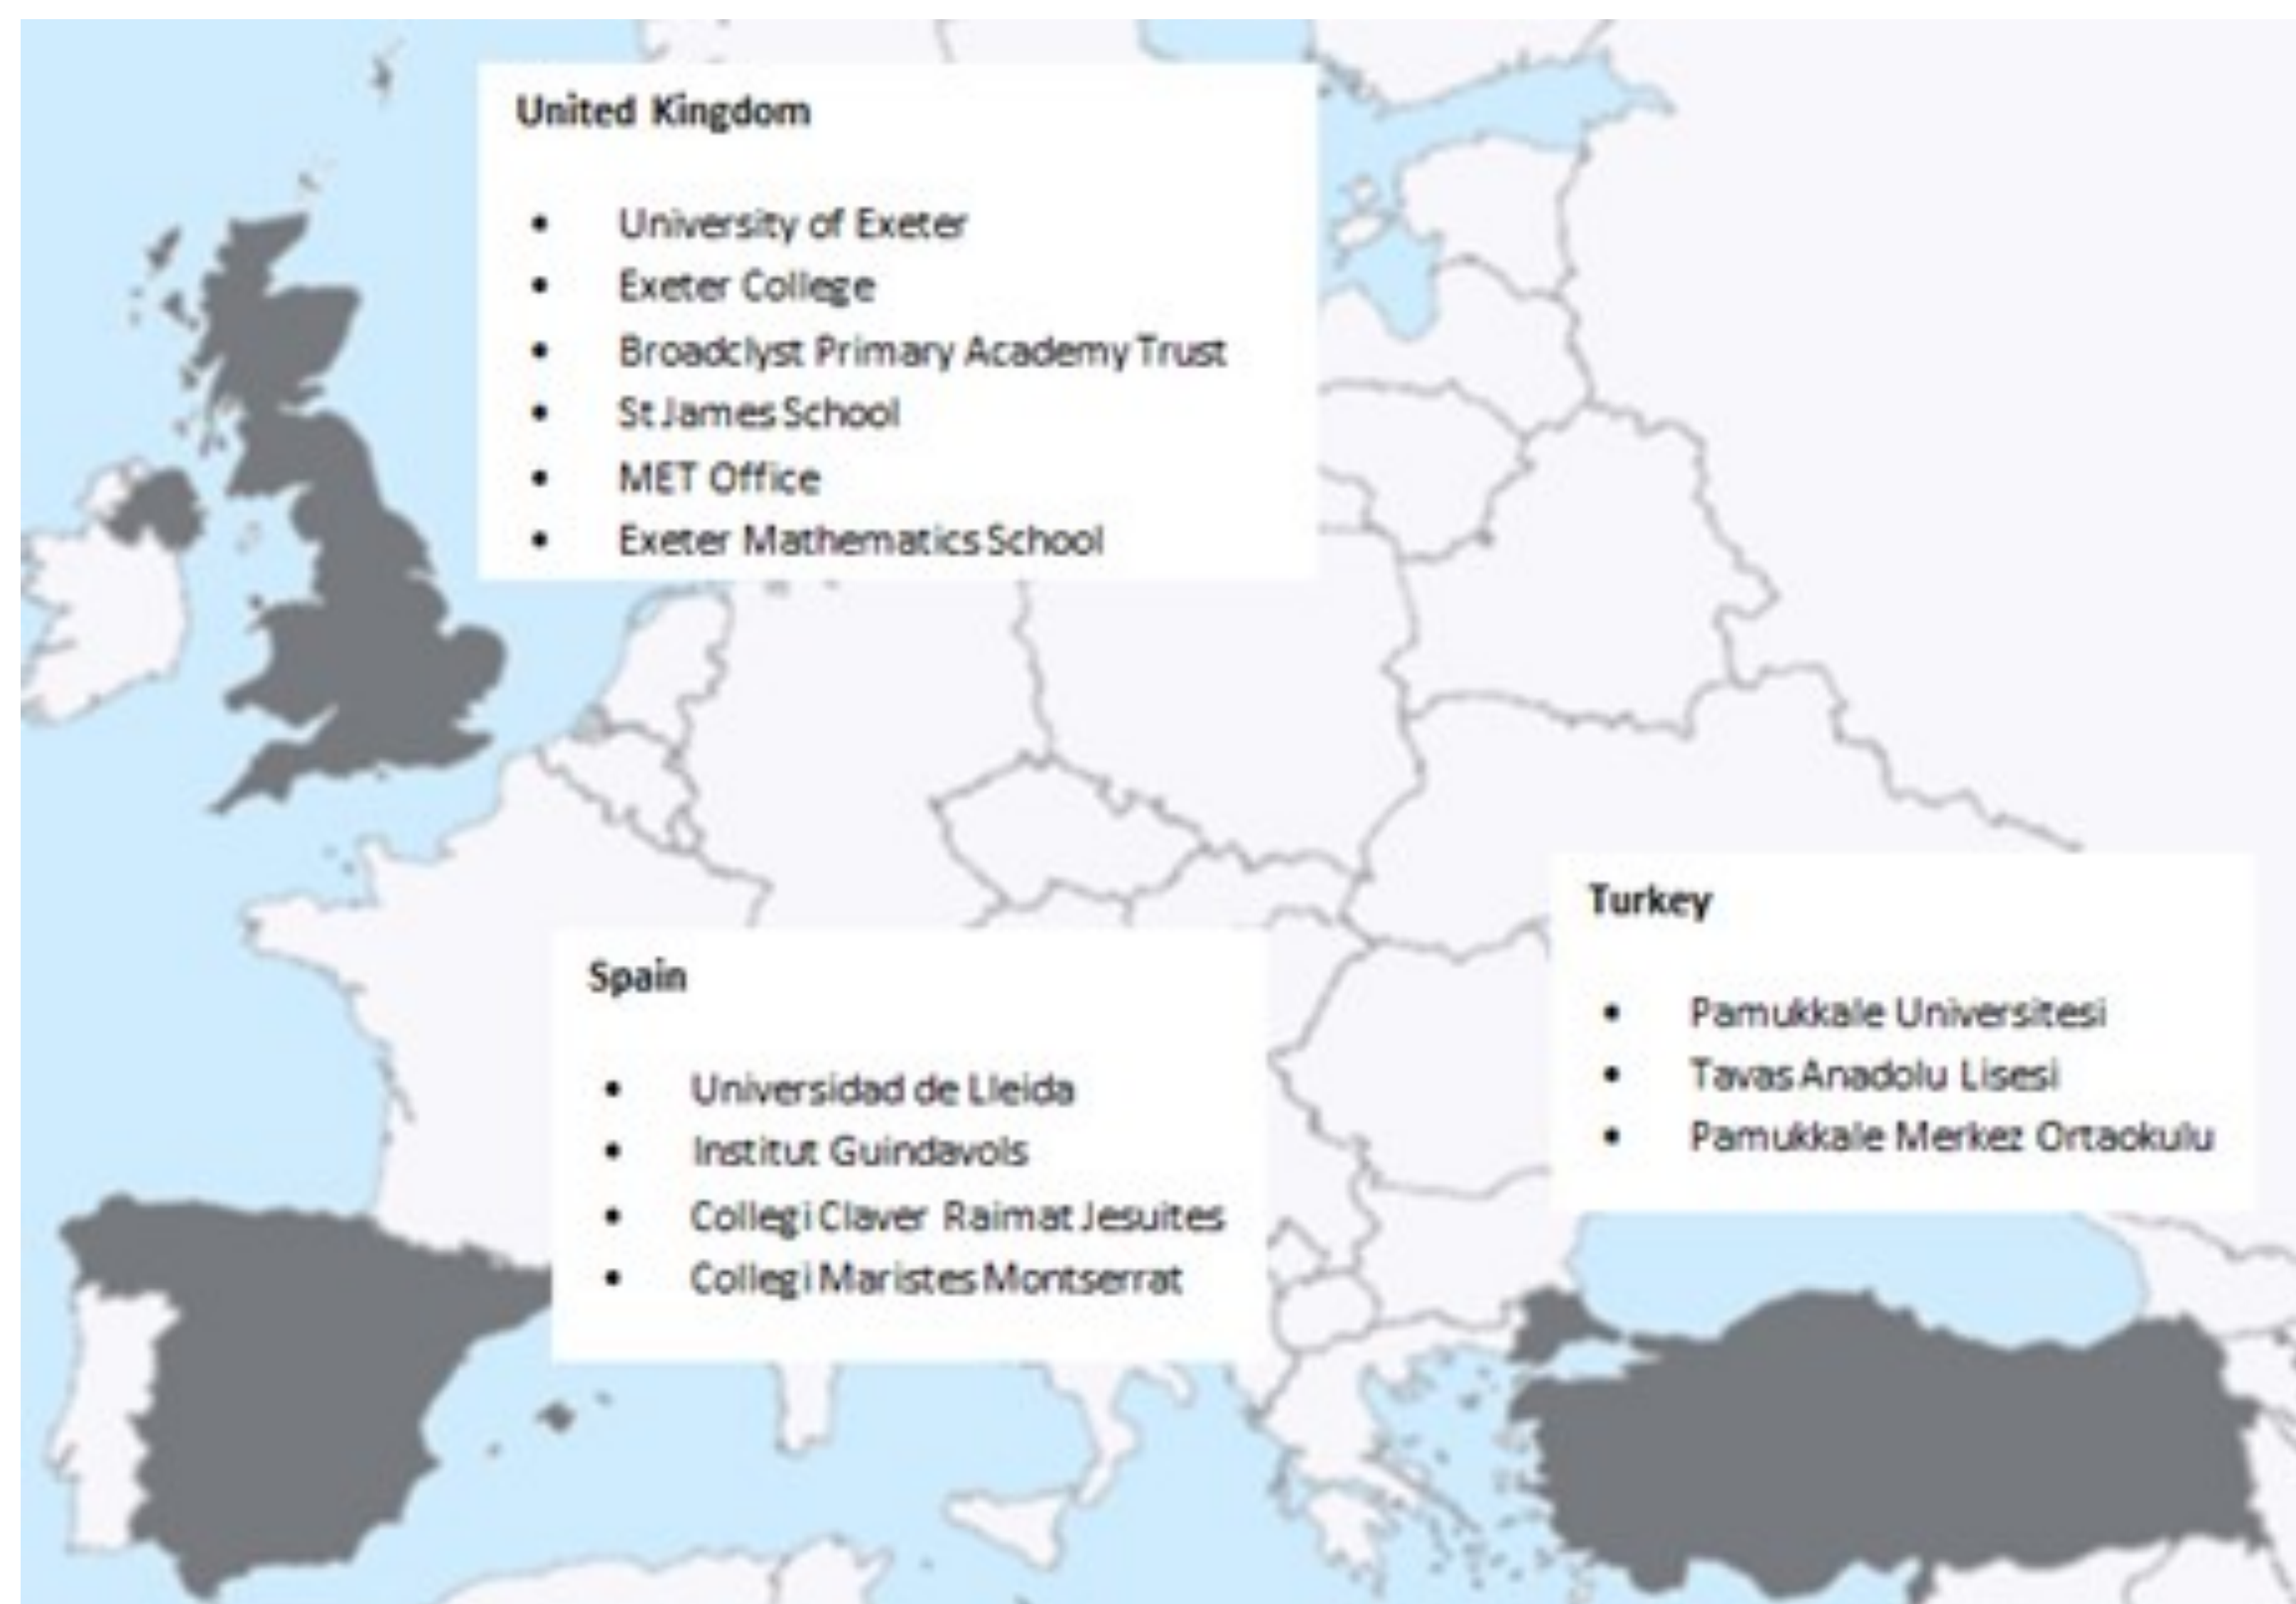 United Kingdom
• University of Exeter
• Exeter College
• Broadclyst Primary Academy Trust
• St James School
• MET Office
• Exeter Mathematics School
Spain
• Universidad de Lleida
• Institut Guindavols
• Collegi Claver Raimat Jesuites
• Collegi Maristes Montserrat
Turkey
• Pamukkale Universitesi
• Tavas Anadolu Lisesi
• Pamukkale Merkez Ortaokulu